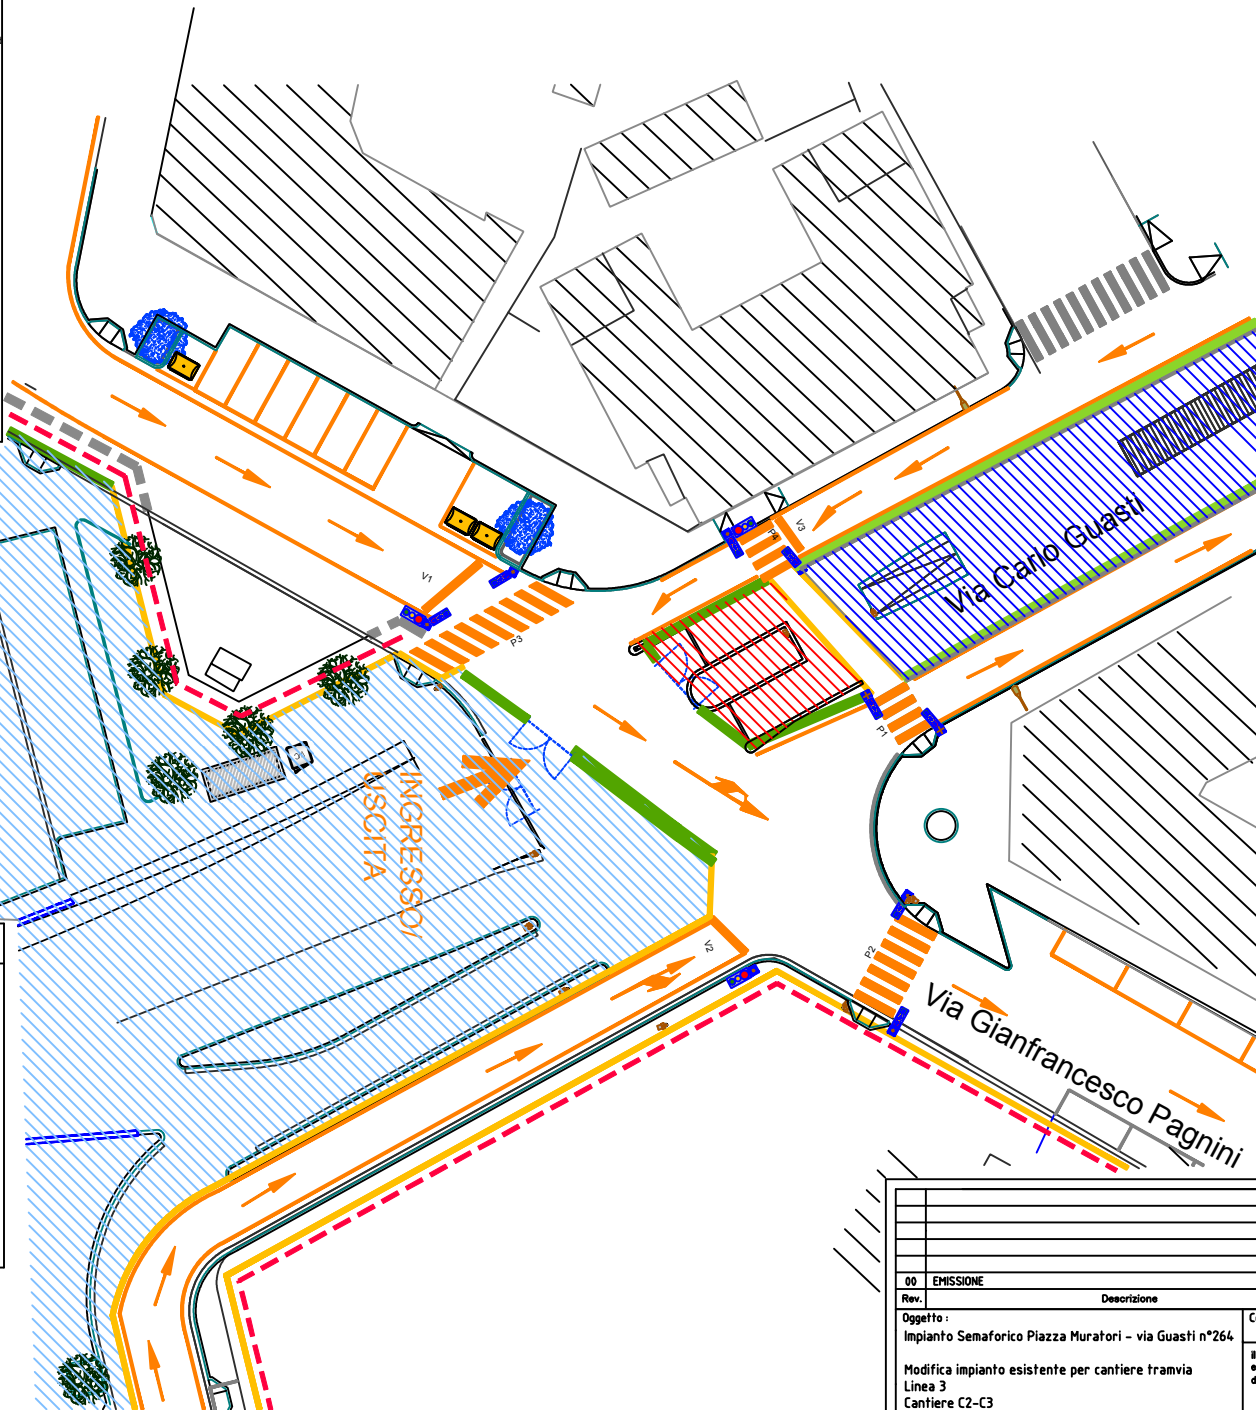 V1
P3
P4
V3
Via Carlo Guasti
P1
INGRESSO/
USCITA
V2
P2
Via Gianfrancesco Pagnini
00 EMISSIONE
Rev. Descrizione
Oggetto :
Impianto Semaforico Piazza Muratori - via Guasti n°264
Modifica impianto esistente per cantiere tramvia
Linea 3
Cantiere C2-C3